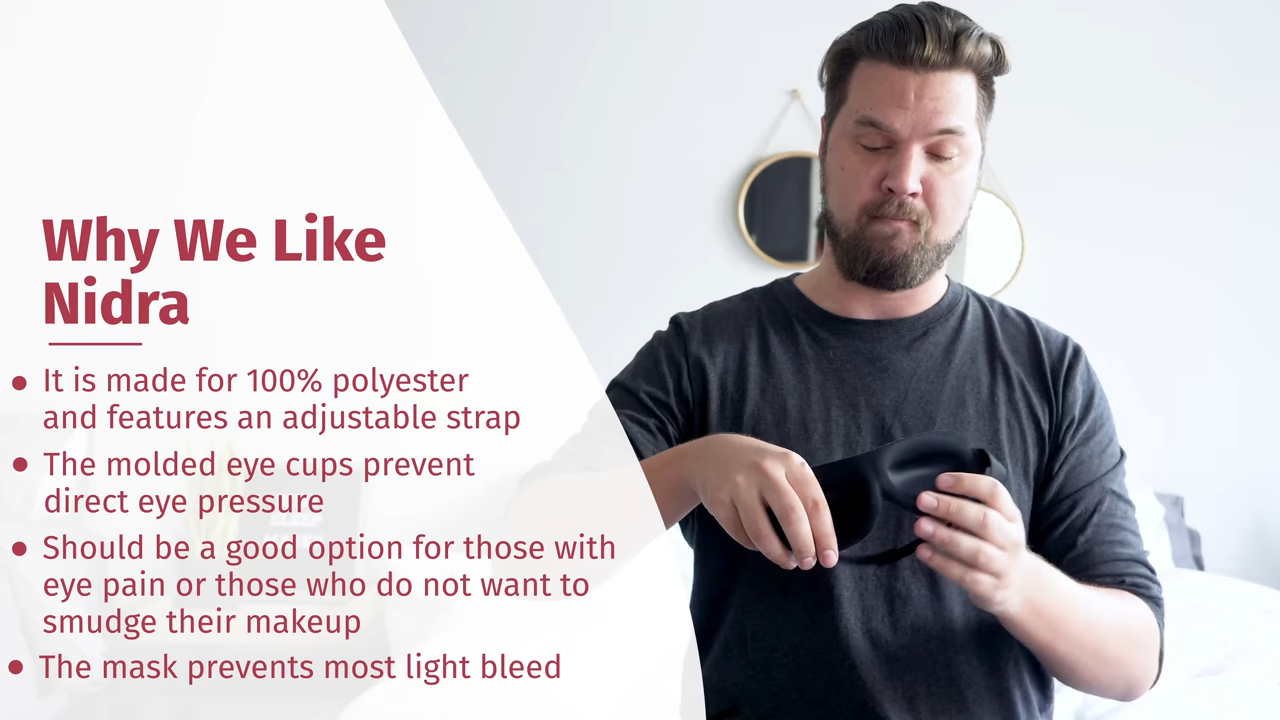 Why We Like
Nidra
● It is made for 100% polyester
and features an adjustable strap
● The molded eye cups prevent
direct eye pressure
● Should be a good option for those with
eye pain or those who do not want to
smudge their makeup
● The mask prevents most light bleed